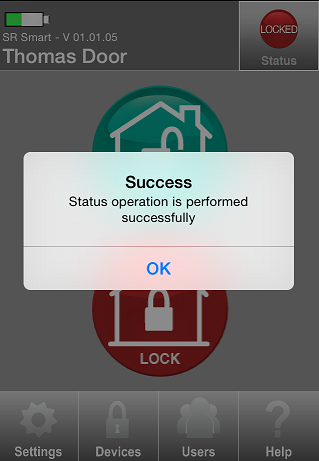 SR Smart - V 01.01.05
Thomas Door
LOCKED
Status
Success
Status operation is performed
successfully
OK
LOCK
Settings
Devices
Users
Help